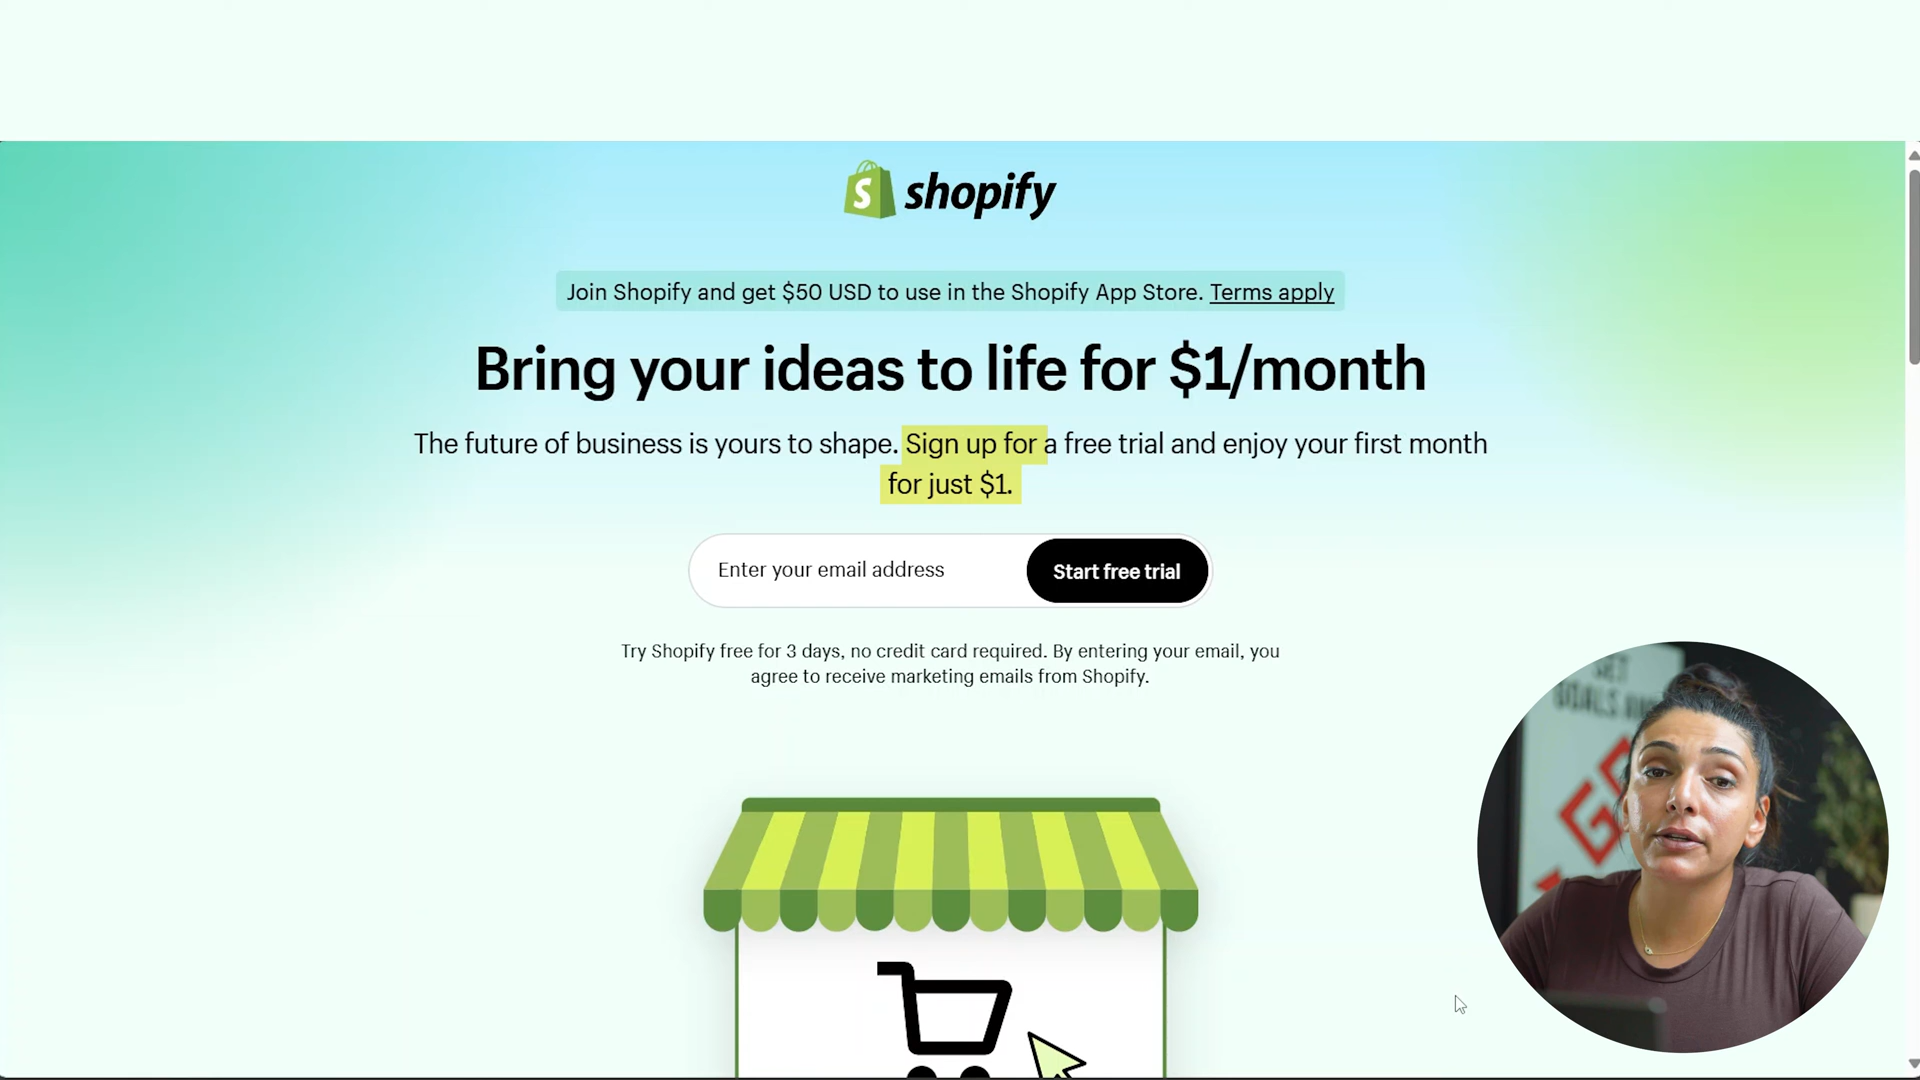 shopify
Join Shopify and get $50 USD to use in the Shopify App Store. Terms apply
Bring your ideas to life for $1/month
The future of business is yours to shape. Sign up for a free trial and enjoy your first month
for just $1.
Enter your email address
Start free trial
Try Shopify free for 3 days, no credit card required. By entering your email, you
agree to receive marketing emails from Shopify.
GOALS